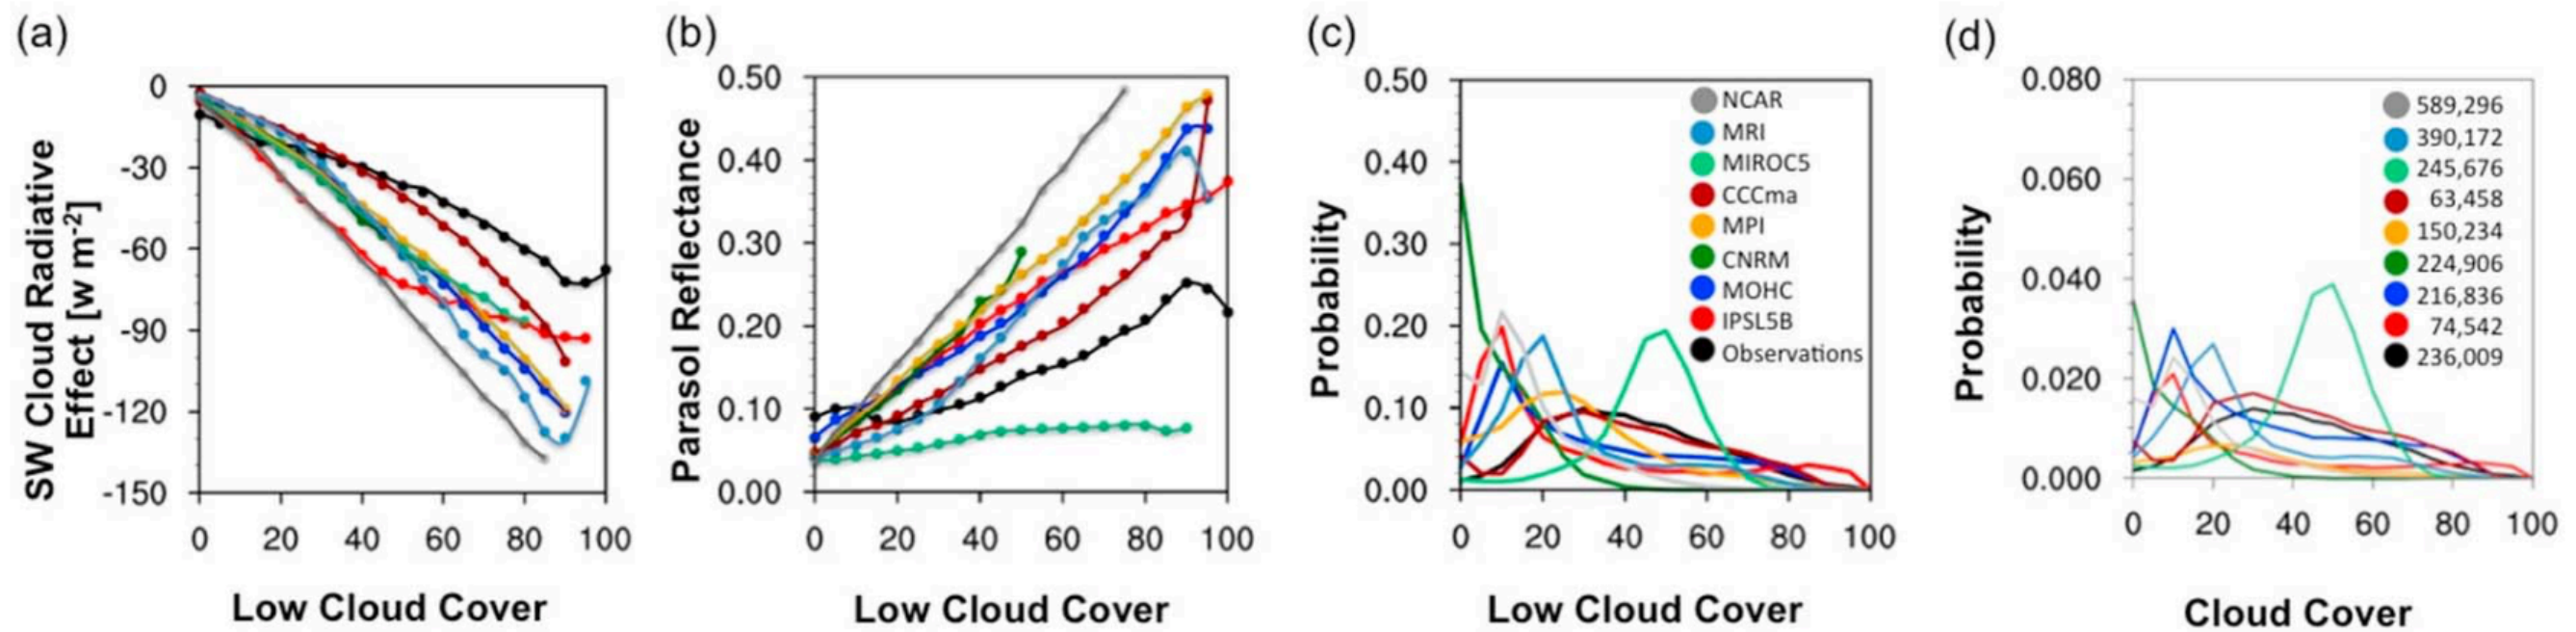 (a)
SW Cloud Radiative
Effect [w m-2]
0
-30
-60
-90
-120
-150
0 20 40 60 80 100
Low Cloud Cover
(b)
Parasol Reflectance
0.50
0.40
0.30
0.20
0.10
0.00
0 20 40 60 80 100
Low Cloud Cover
(c)
Probability
0.50
0.40
0.30
0.20
0.10
0.00
0 20 40 60 80 100
Low Cloud Cover
NCAR
MRI
MIROC5
CCCma
MPI
CNRM
MOHC
IPSL5B
Observations
(d)
Probability
0.080
0.060
0.040
0.020
0.000
0 20 40 60 80 100
Cloud Cover
589,296
390,172
245,676
63,458
150,234
224,906
216,836
74,542
236,009